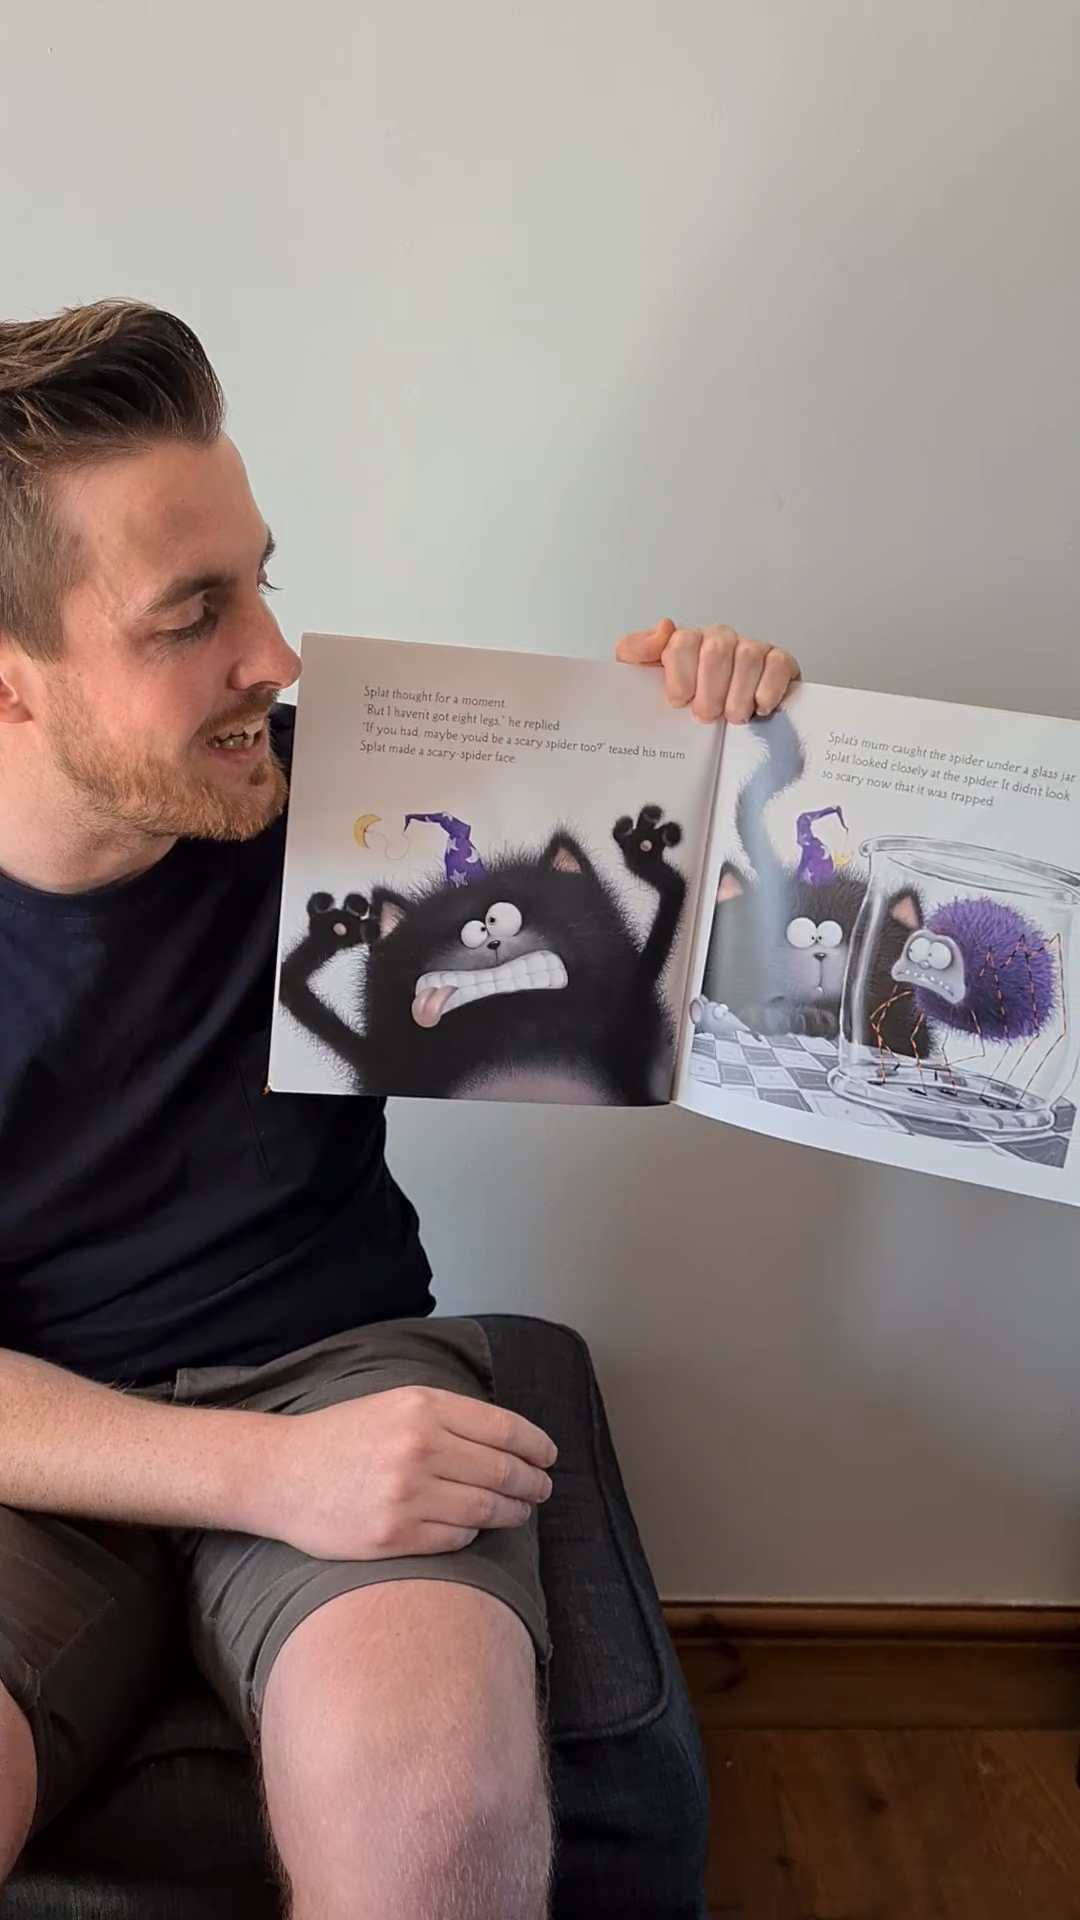 Splat thought for a moment.
"But I haven't got eight legs," he replied.
"If you had, maybe you'd be a scary spider too?" teased his mum.
Splat made a scary-spider face.
Splat's mum caught the spider under a glass jar.
Splat looked closely at the spider. It didn't look
so scary now that it was trapped.